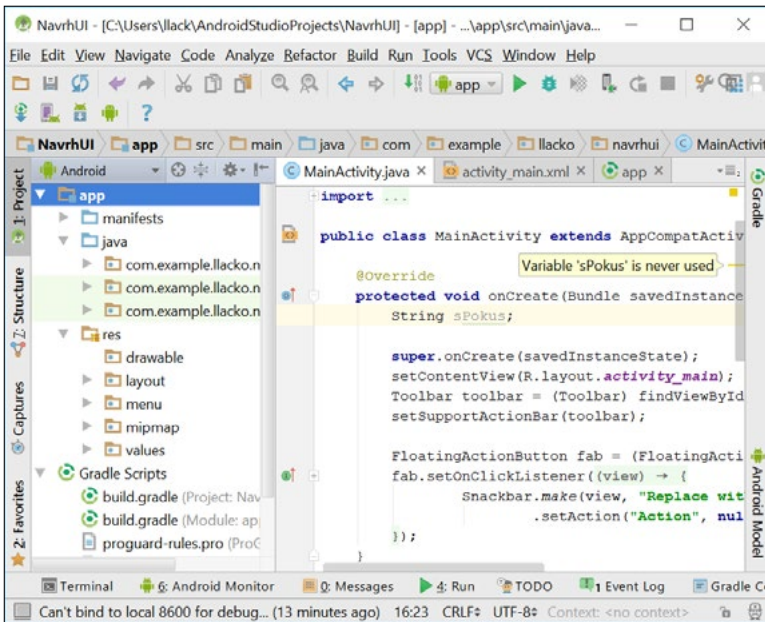 NavrhUI - [C:\Users\llack\AndroidStudioProjects\NavrhUI] - [app] - ...\app\src\main\java...
File Edit View Navigate Code Analyze Refactor Build Run Tools VCS Window Help
app
NavrhUI app src main java com example llacko navrhui MainActivit
Android
MainActivity.java activity_main.xml app
1: Project
7: Structure
Captures
2: Favorites
app
manifests
java
com.example.llacko.n
com.example.llacko.n
com.example.llacko.n
res
drawable
layout
menu
mipmap
values
Gradle Scripts
build.gradle (Project: Nav
build.gradle (Module: ap
proguard-rules.pro (ProG
import ...
public class MainActivity extends AppCompatActiv
Variable 'sPokus' is never used
@Override
protected void onCreate(Bundle savedInstance
String sPokus;
super.onCreate(savedInstanceState);
setContentView(R.layout.activity_main);
Toolbar toolbar = (Toolbar) findViewById
setSupportActionBar(toolbar);
FloatingActionButton fab = (FloatingActi
fab.setOnClickListener((view) → {
Snackbar.make(view, "Replace wit
.setAction("Action", nul
});
}
Gradle
Android Model
Terminal 6: Android Monitor 0: Messages 4: Run TODO 1 Event Log Gradle Co
Can't bind to local 8600 for debug... (13 minutes ago) 16:23 CRLF UTF-8 Context: <no context>